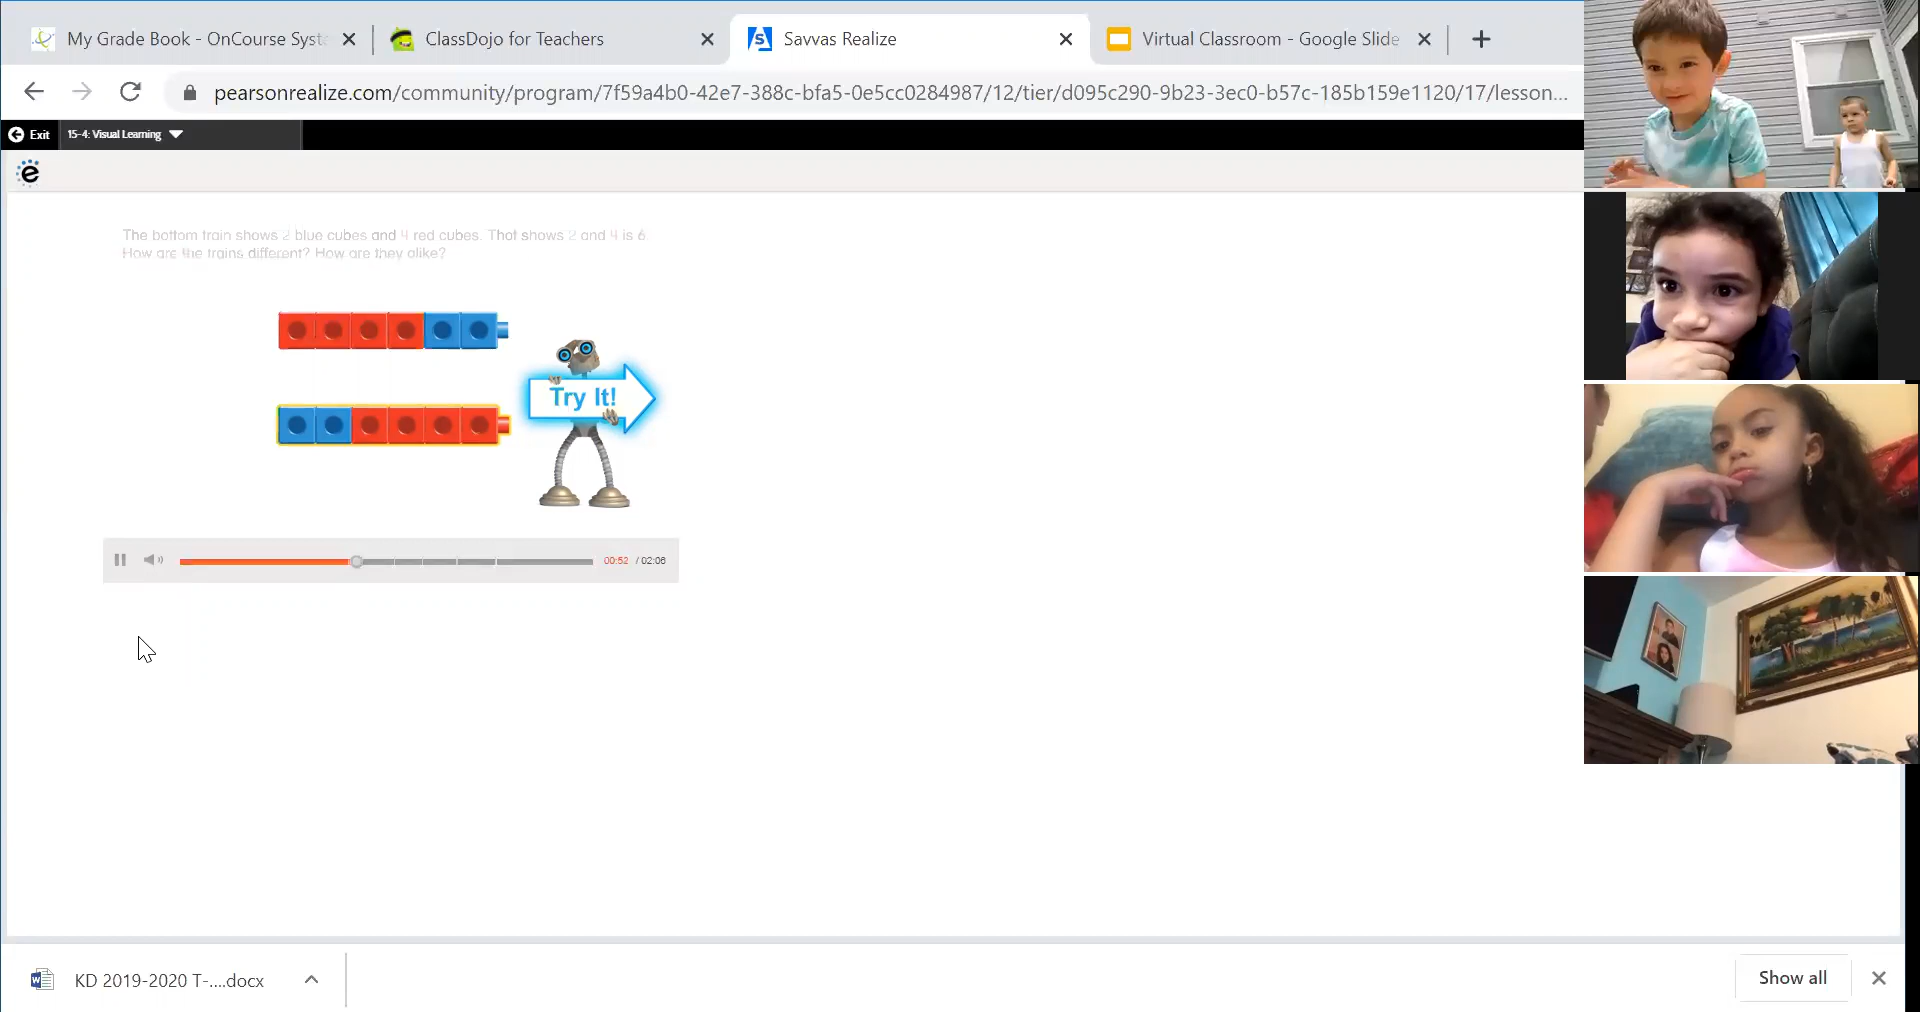 My Grade Book - OnCourse Syst
ClassDojo for Teachers
Savvas Realize
Virtual Classroom - Google Slide
pearsonrealize.com/community/program/7f59a4b0-42e7-388c-bfa5-0e5cc0284987/12/tier/d095c290-9b23-3ec0-b57c-185b159e1120/17/lesson...
Exit
15-4: Visual Learning
e
The bottom train shows 2 blue cubes and 4 red cubes. That shows 2 and 4 is 6
How are the trains different? How are they alike?
Try It!
00:52 / 02:06
KD 2019-2020 T-....docx
Show all